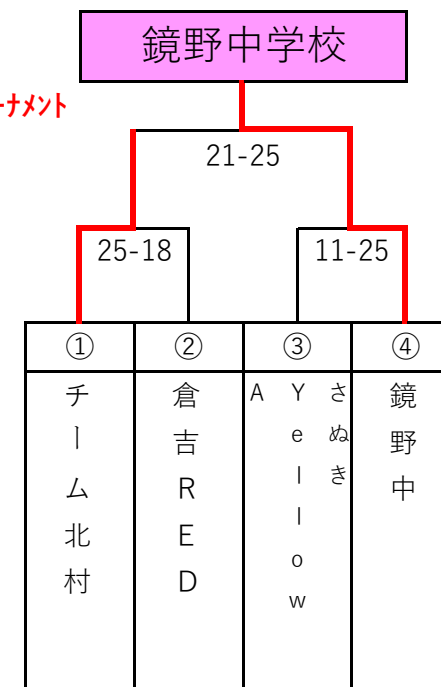 鏡野中学校
ーナメント
21-25
25-18
11-25
① ② ③ ④
チーム北村
倉吉RED
さぬき
Yellow
A
鏡野中